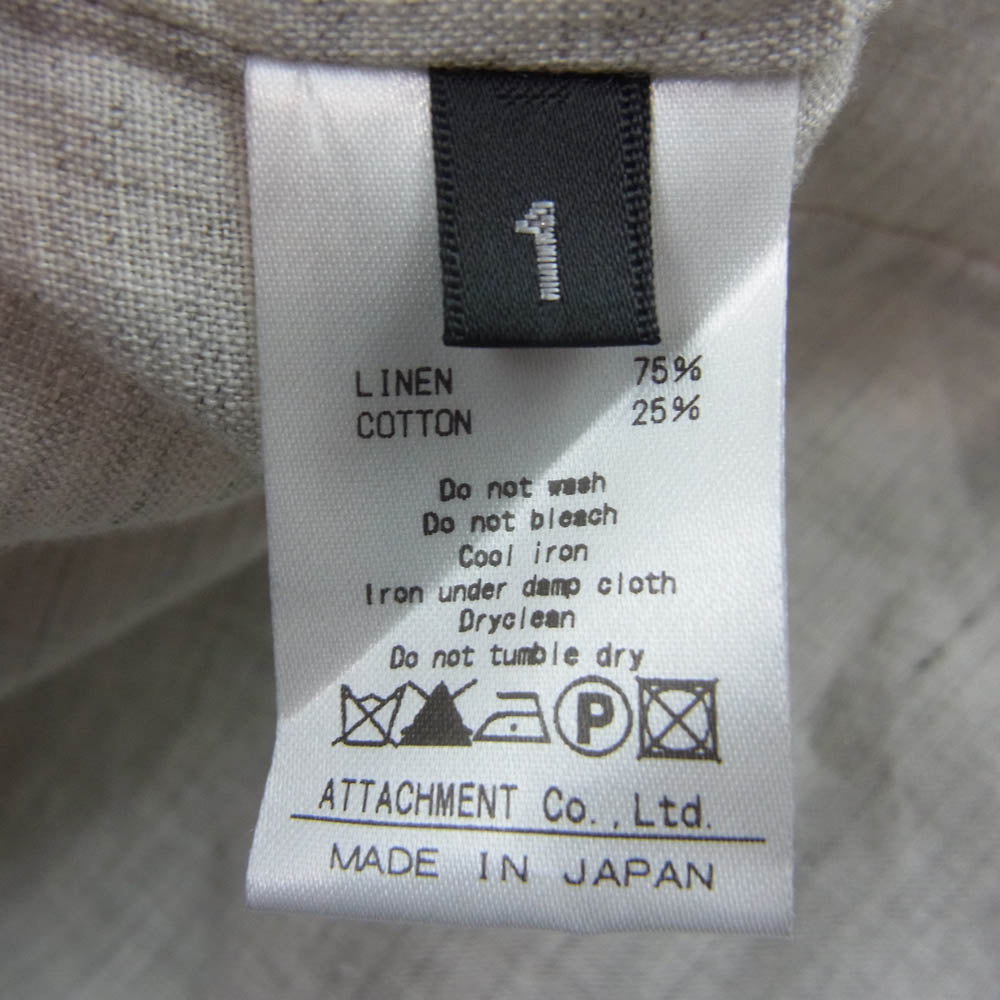 1
LINEN 75%
COTTON 25%
Do not wash
Do not bleach
Cool iron
Iron under damp cloth
Dryclean
Do not tumble dry
P
ATTACHMENT Co.,Ltd.
MADE IN JAPAN